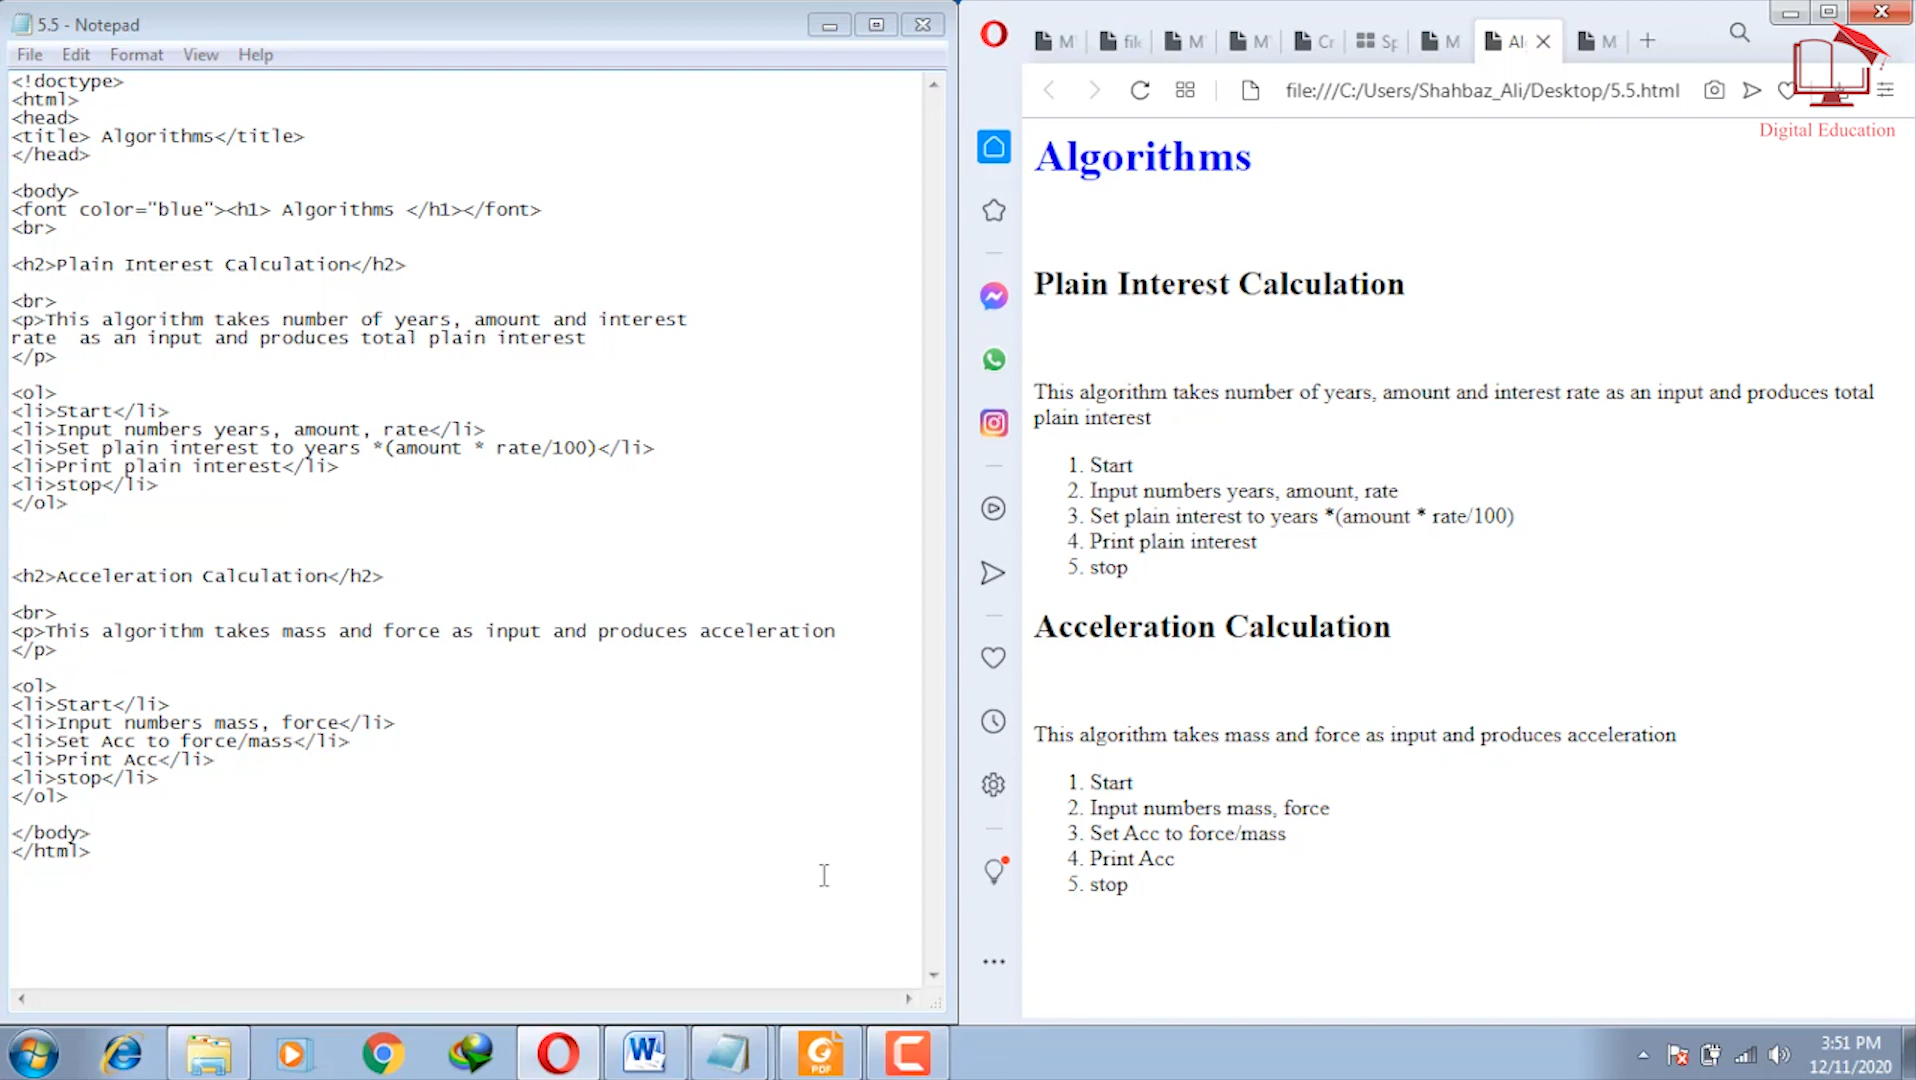 5.5 - Notepad
File Edit Format View Help
<!doctype>
<html>
<head>
<title> Algorithms</title>
</head>
<body>
<font color="blue"><h1> Algorithms </h1></font>
<br>
<h2>Plain Interest Calculation</h2>
<br>
<p>This algorithm takes number of years, amount and interest
rate  as an input and produces total plain interest
</p>
<ol>
<li>Start</li>
<li>Input numbers years, amount, rate</li>
<li>Set plain interest to years *(amount * rate/100)</li>
<li>Print plain interest</li>
<li>stop</li>
</ol>
<h2>Acceleration Calculation</h2>
<br>
<p>This algorithm takes mass and force as input and produces acceleration
</p>
<ol>
<li>Start</li>
<li>Input numbers mass, force</li>
<li>Set Acc to force/mass</li>
<li>Print Acc</li>
<li>stop</li>
</ol>
</body>
</html>
M file M M Cr Sp M Al M
file:///C:/Users/Shahbaz_Ali/Desktop/5.5.html
Digital Education
Algorithms
Plain Interest Calculation
This algorithm takes number of years, amount and interest rate as an input and produces total
plain interest
1. Start
2. Input numbers years, amount, rate
3. Set plain interest to years *(amount * rate/100)
4. Print plain interest
5. stop
Acceleration Calculation
This algorithm takes mass and force as input and produces acceleration
1. Start
2. Input numbers mass, force
3. Set Acc to force/mass
4. Print Acc
5. stop
PDF
3:51 PM
12/11/2020